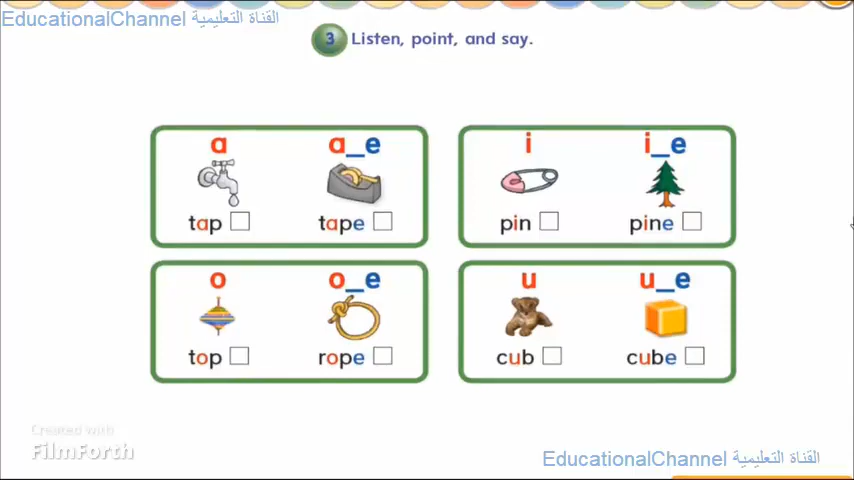 EducationalChannel القناة التعليمية
3 Listen, point, and say.
a a_e
tap tape
i i_e
pin pine
o o_e
top rope
u u_e
cub cube
Created with
FilmForth
EducationalChannel القناة التعليمية